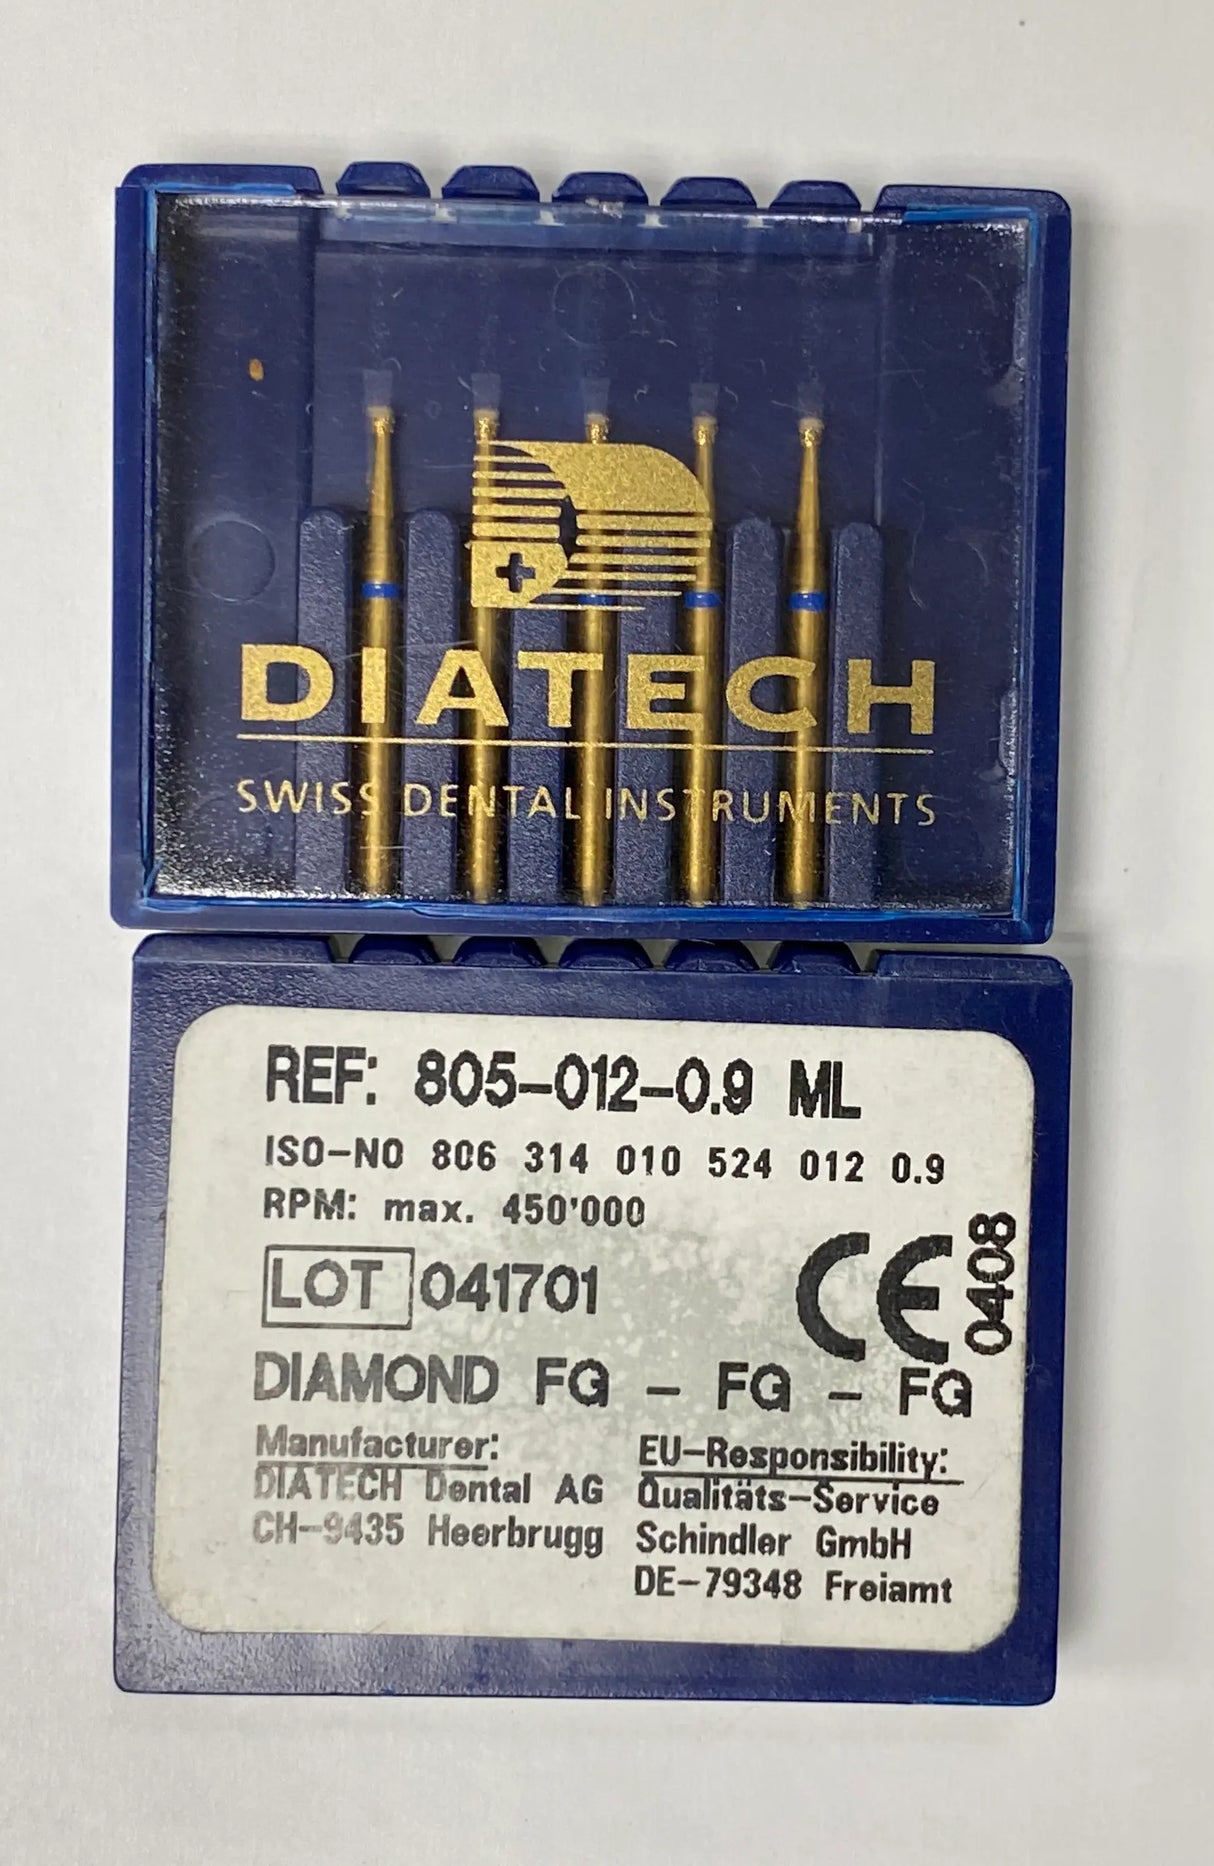 DIATECH
SWISS DENTAL INSTRUMENTS
REF: 805-012-0.9 ML
ISO-NO 806 314 010 524 012 0.9
RPM: max. 450'000
LOT 041701
CE 0408
DIAMOND FG - FG - FG
Manufacturer:
DIATECH Dental AG
CH-9435 Heerbrugg
EU-Responsibility:
Qualitäts-Service
Schindler GmbH
DE-79348 Freiamt